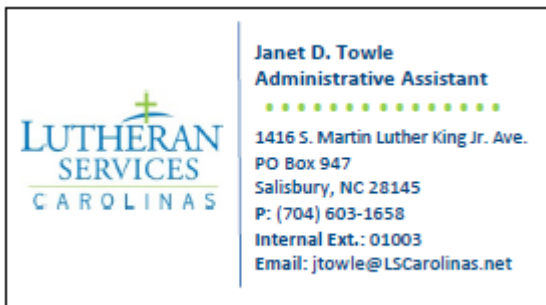 LUTHERAN
SERVICES
CAROLINAS
Janet D. Towle
Administrative Assistant
1416 S. Martin Luther King Jr. Ave.
PO Box 947
Salisbury, NC 28145
P: (704) 603-1658
Internal Ext.: 01003
Email: jtowle@LSCarolinas.net